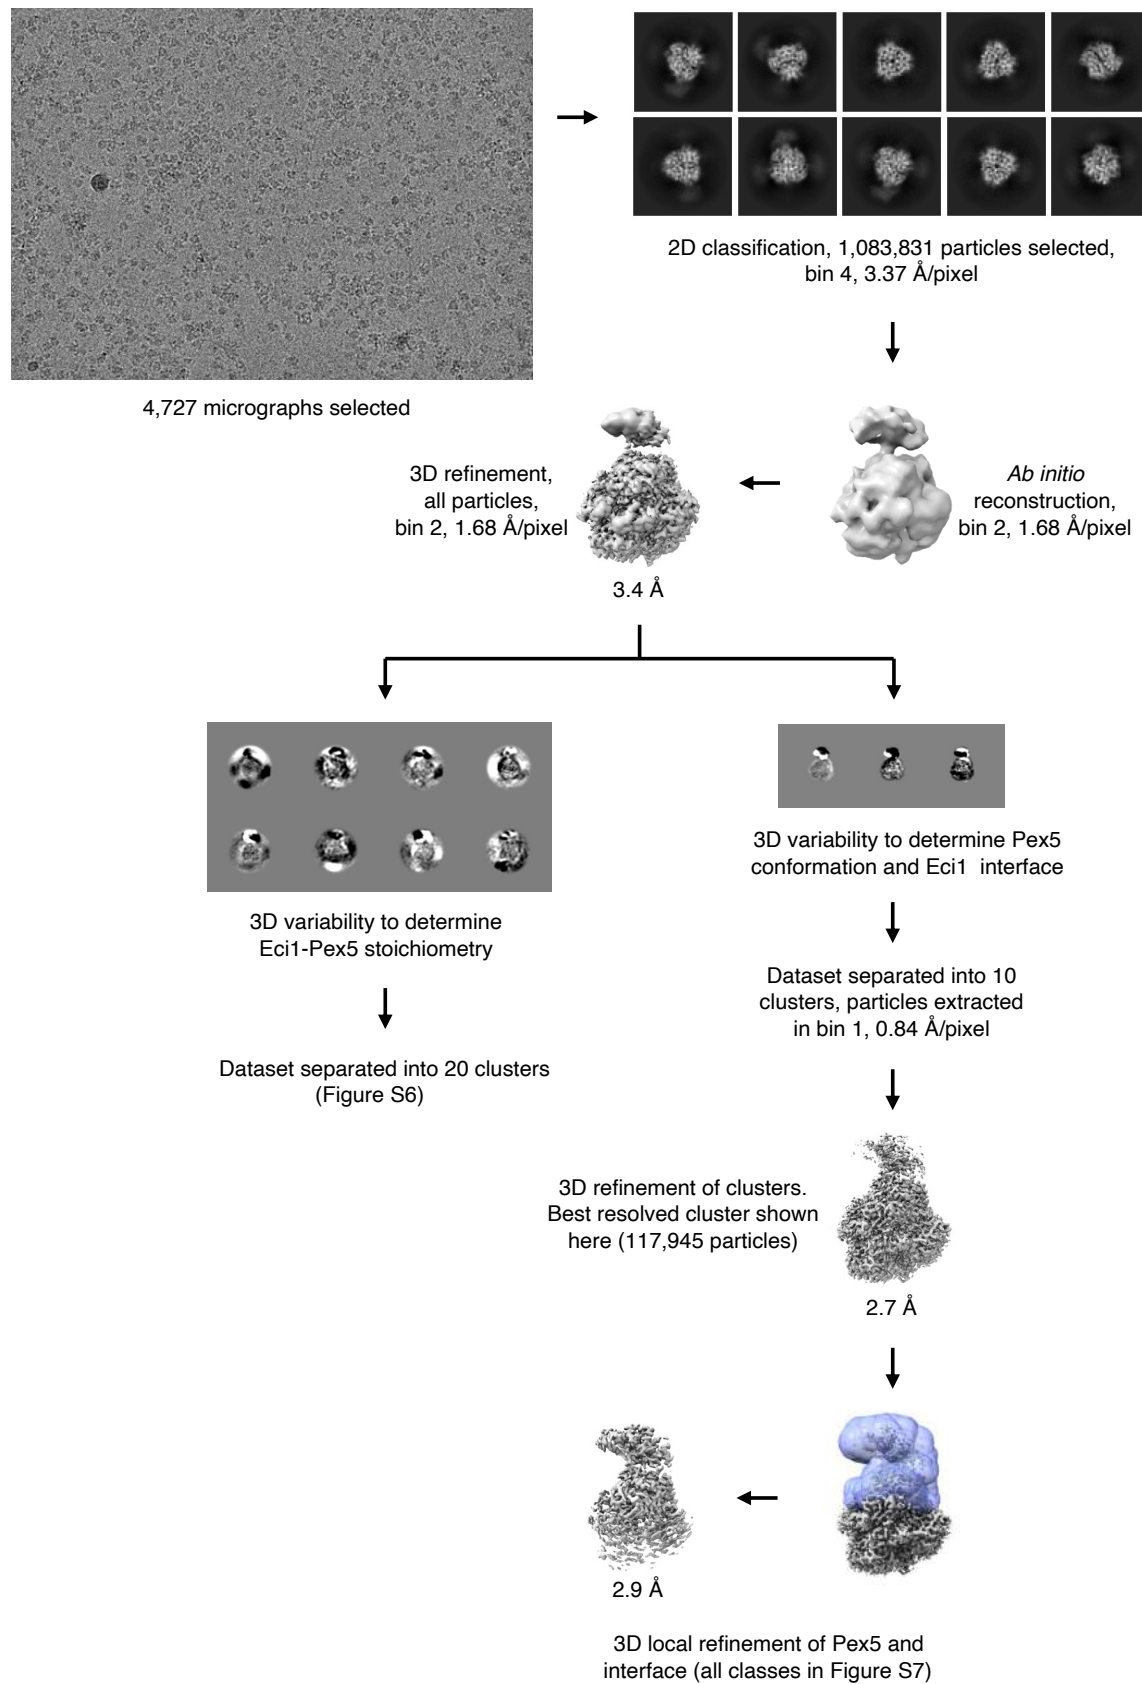 4,727 micrographs selected
2D classification, 1,083,831 particles selected,
bin 4, 3.37 Å/pixel
Ab initio
reconstruction,
bin 2, 1.68 Å/pixel
3D refinement,
all particles,
bin 2, 1.68 Å/pixel
3.4 Å
3D variability to determine
Eci1-Pex5 stoichiometry
Dataset separated into 20 clusters
(Figure S6)
3D variability to determine Pex5
conformation and Eci1 interface
Dataset separated into 10
clusters, particles extracted
in bin 1, 0.84 Å/pixel
3D refinement of clusters.
Best resolved cluster shown
here (117,945 particles)
2.7 Å
2.9 Å
3D local refinement of Pex5 and
interface (all classes in Figure S7)